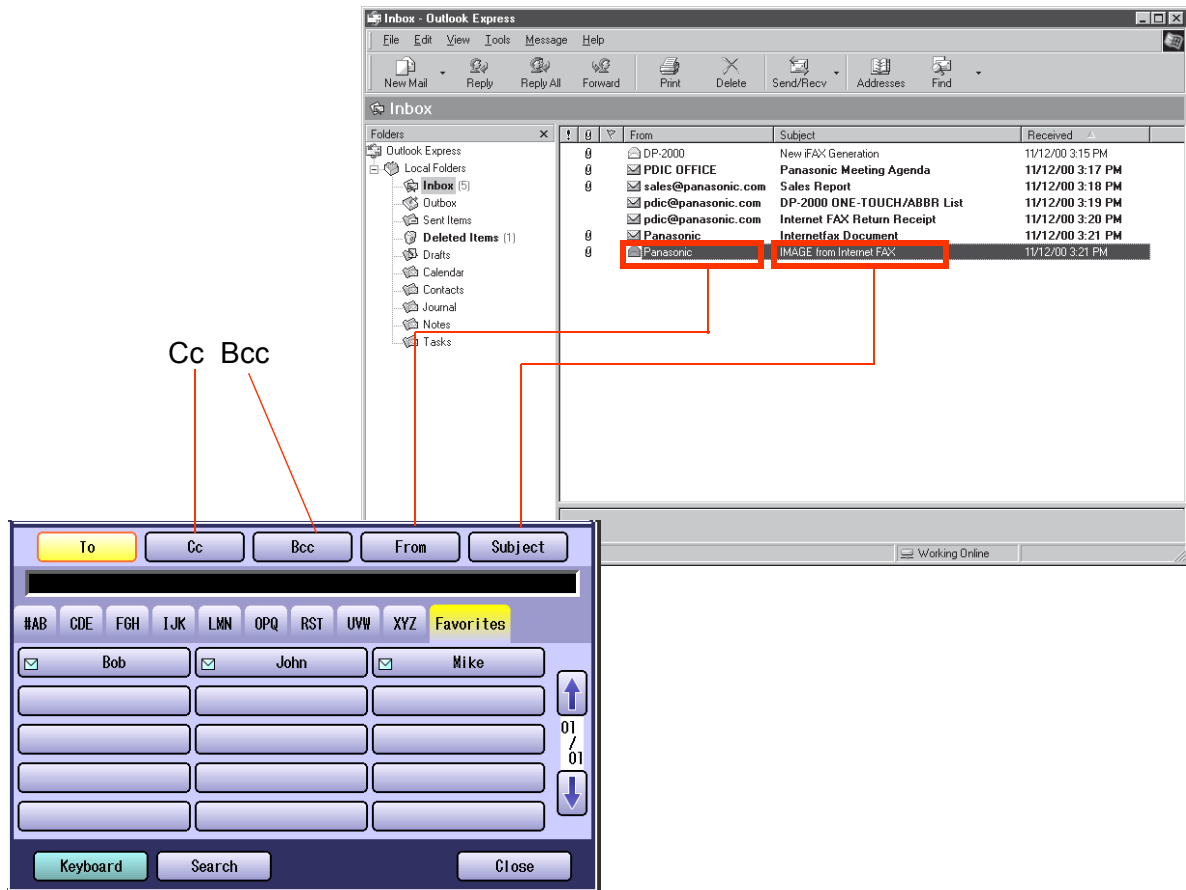 Inbox - Outlook Express
File Edit View Tools Message Help
New Mail Reply Reply All Forward Print Delete Send/Recv Addresses Find
Inbox
Folders
From Subject Received
Outlook Express
Local Folders
Inbox (5)
Outbox
Sent Items
Deleted Items (1)
Drafts
Calendar
Contacts
Journal
Notes
Tasks
DP-2000 New iFAX Generation 11/12/00 3:15 PM
PDIC OFFICE Panasonic Meeting Agenda 11/12/00 3:17 PM
sales@panasonic.com Sales Report 11/12/00 3:18 PM
pdic@panasonic.com DP-2000 ONE-TOUCH/ABBR List 11/12/00 3:19 PM
pdic@panasonic.com Internet FAX Return Receipt 11/12/00 3:20 PM
Panasonic Internetfax Document 11/12/00 3:21 PM
Panasonic IMAGE from Internet FAX 11/12/00 3:21 PM
Working Online
Cc Bcc
To Cc Bcc From Subject
#AB CDE FGH IJK LMN OPQ RST UVW XYZ Favorites
Bob John Mike
01
/
01
Keyboard Search Close